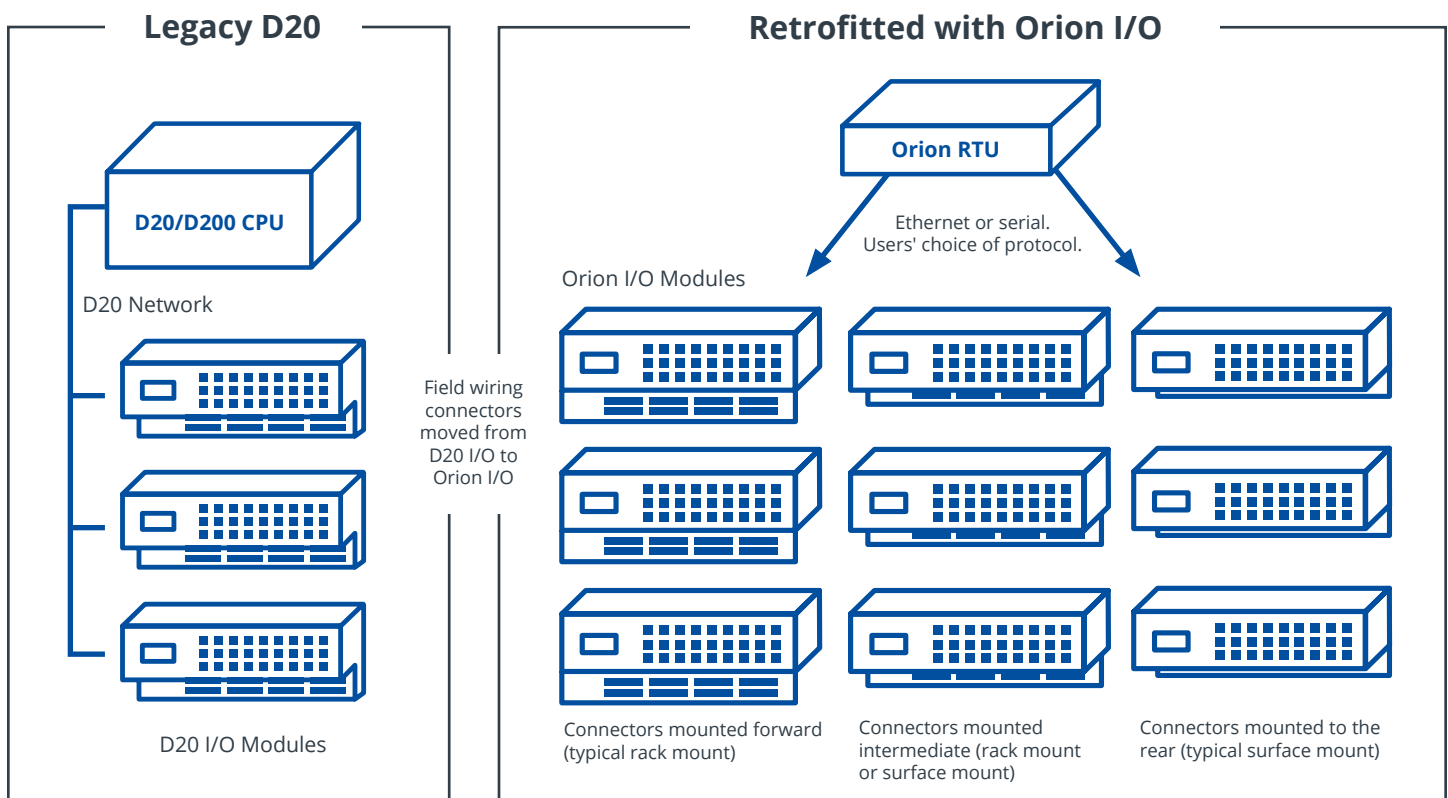 Legacy D20
D20/D200 CPU
D20 Network
D20 I/O Modules
Field wiring
connectors
moved from
D20 I/O to
Orion I/O
Retrofitted with Orion I/O
Orion RTU
Ethernet or serial.
Users' choice of protocol.
Orion I/O Modules
Connectors mounted forward
(typical rack mount)
Connectors mounted
intermediate (rack mount
or surface mount)
Connectors mounted to the
rear (typical surface mount)